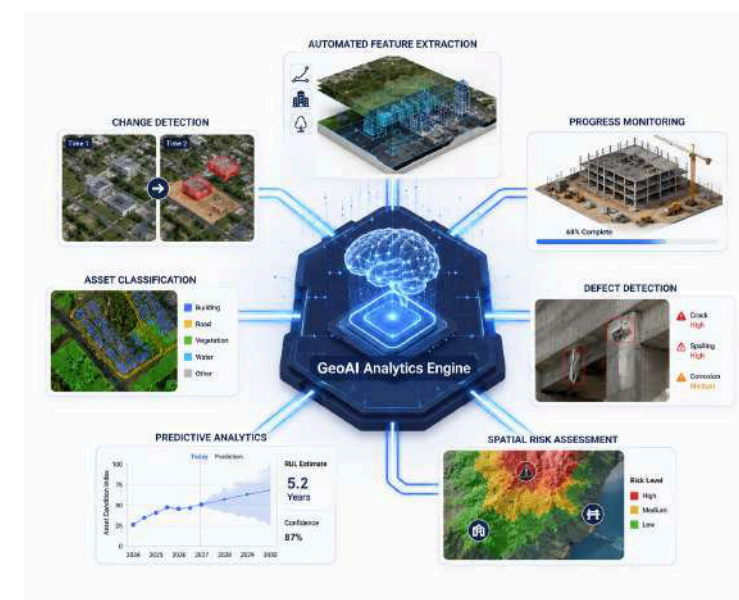 AUTOMATED FEATURE EXTRACTION
CHANGE DETECTION
Time 1
Time 2
PROGRESS MONITORING
68% Complete
ASSET CLASSIFICATION
Building
Road
Vegetation
Water
Other
DEFECT DETECTION
Crack
High
Spalling
High
Corrosion
Medium
GeoAI Analytics Engine
PREDICTIVE ANALYTICS
Today Prediction
Asset Condition Index
100
75
50
25
0
2024 2025 2026 2027 2028 2029 2030
RUL Estimate
5.2
Years
Confidence
87%
SPATIAL RISK ASSESSMENT
Risk Level
High
Medium
Low